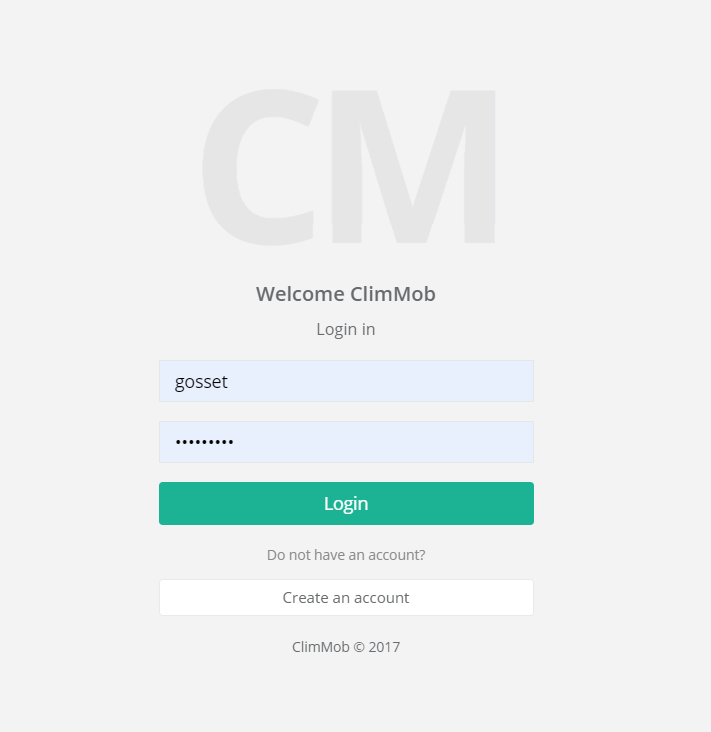 CM
Welcome ClimMob
Login in
gosset
•••••••••
Login
Do not have an account?
Create an account
ClimMob © 2017